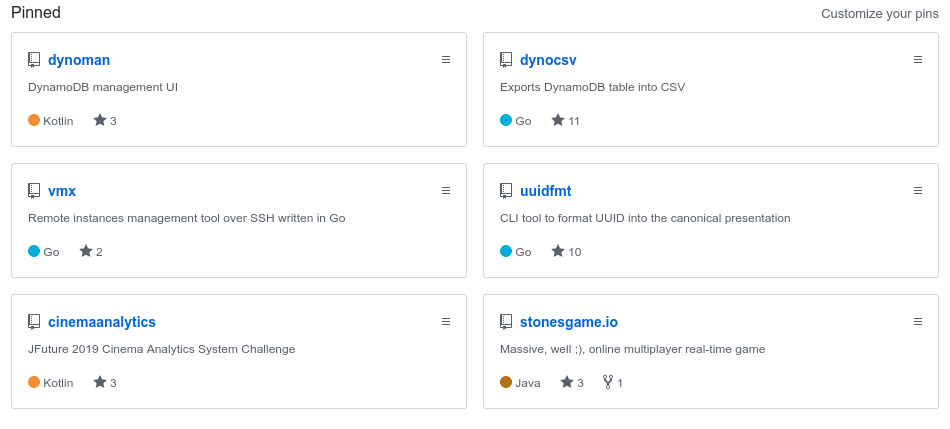 Pinned
Customize your pins
dynoman
DynamoDB management UI
Kotlin 3
dynocsv
Exports DynamoDB table into CSV
Go 11
vmx
Remote instances management tool over SSH written in Go
Go 2
uuidfmt
CLI tool to format UUID into the canonical presentation
Go 10
cinemaanalytics
JFuture 2019 Cinema Analytics System Challenge
Kotlin 3
stonesgame.io
Massive, well ;), online multiplayer real-time game
Java 3 1